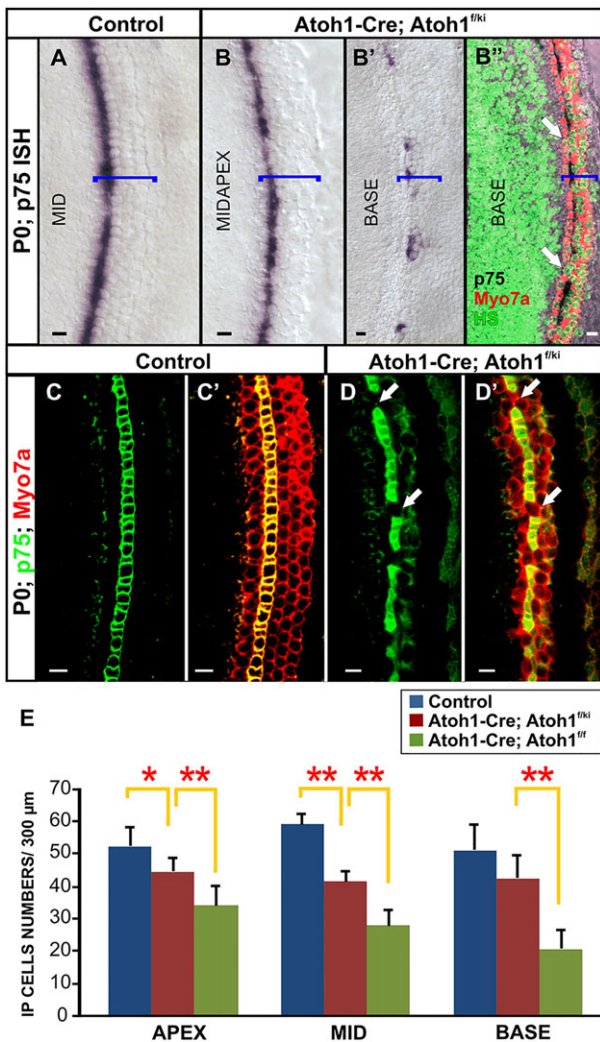 Control
Atoh1-Cre; Atoh1f/ki
P0; p75 ISH
A
MID
B
MIDAPEX
B'
BASE
B''
BASE
p75
Myo7a
HS
Control
Atoh1-Cre; Atoh1f/ki
P0; p75; Myo7a
C
C'
D
D'
E
Control
Atoh1-Cre; Atoh1f/ki
Atoh1-Cre; Atoh1f/f
IP CELLS NUMBERS/ 300 µm
70
60
50
40
30
20
10
0
* ** ** ** **
APEX MID BASE